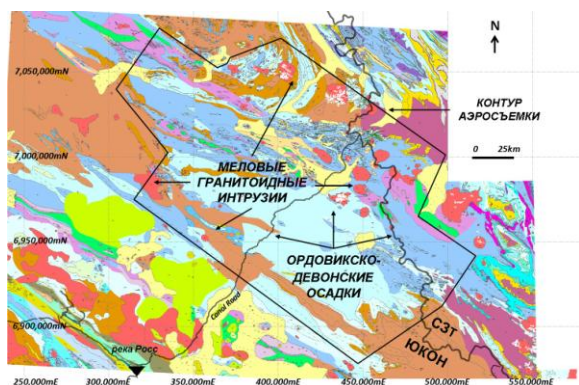 N
7,050,000mN
КОНТУР
АЭРОСЪЕМКИ
0 25km
7,000,000mN
МЕЛОВЫЕ
ГРАНИТОИДНЫЕ
ИНТРУЗИИ
6,950,000mN
ОРДОВИКСКО-
ДЕВОНСКИЕ
ОСАДКИ
Canol Road
6,900,000mN
СЗТ
ЮКОН
река Росс
250,000mE 300,000mE 350,000mE 400,000mE 450,000mE 500,000mE 550,000mE